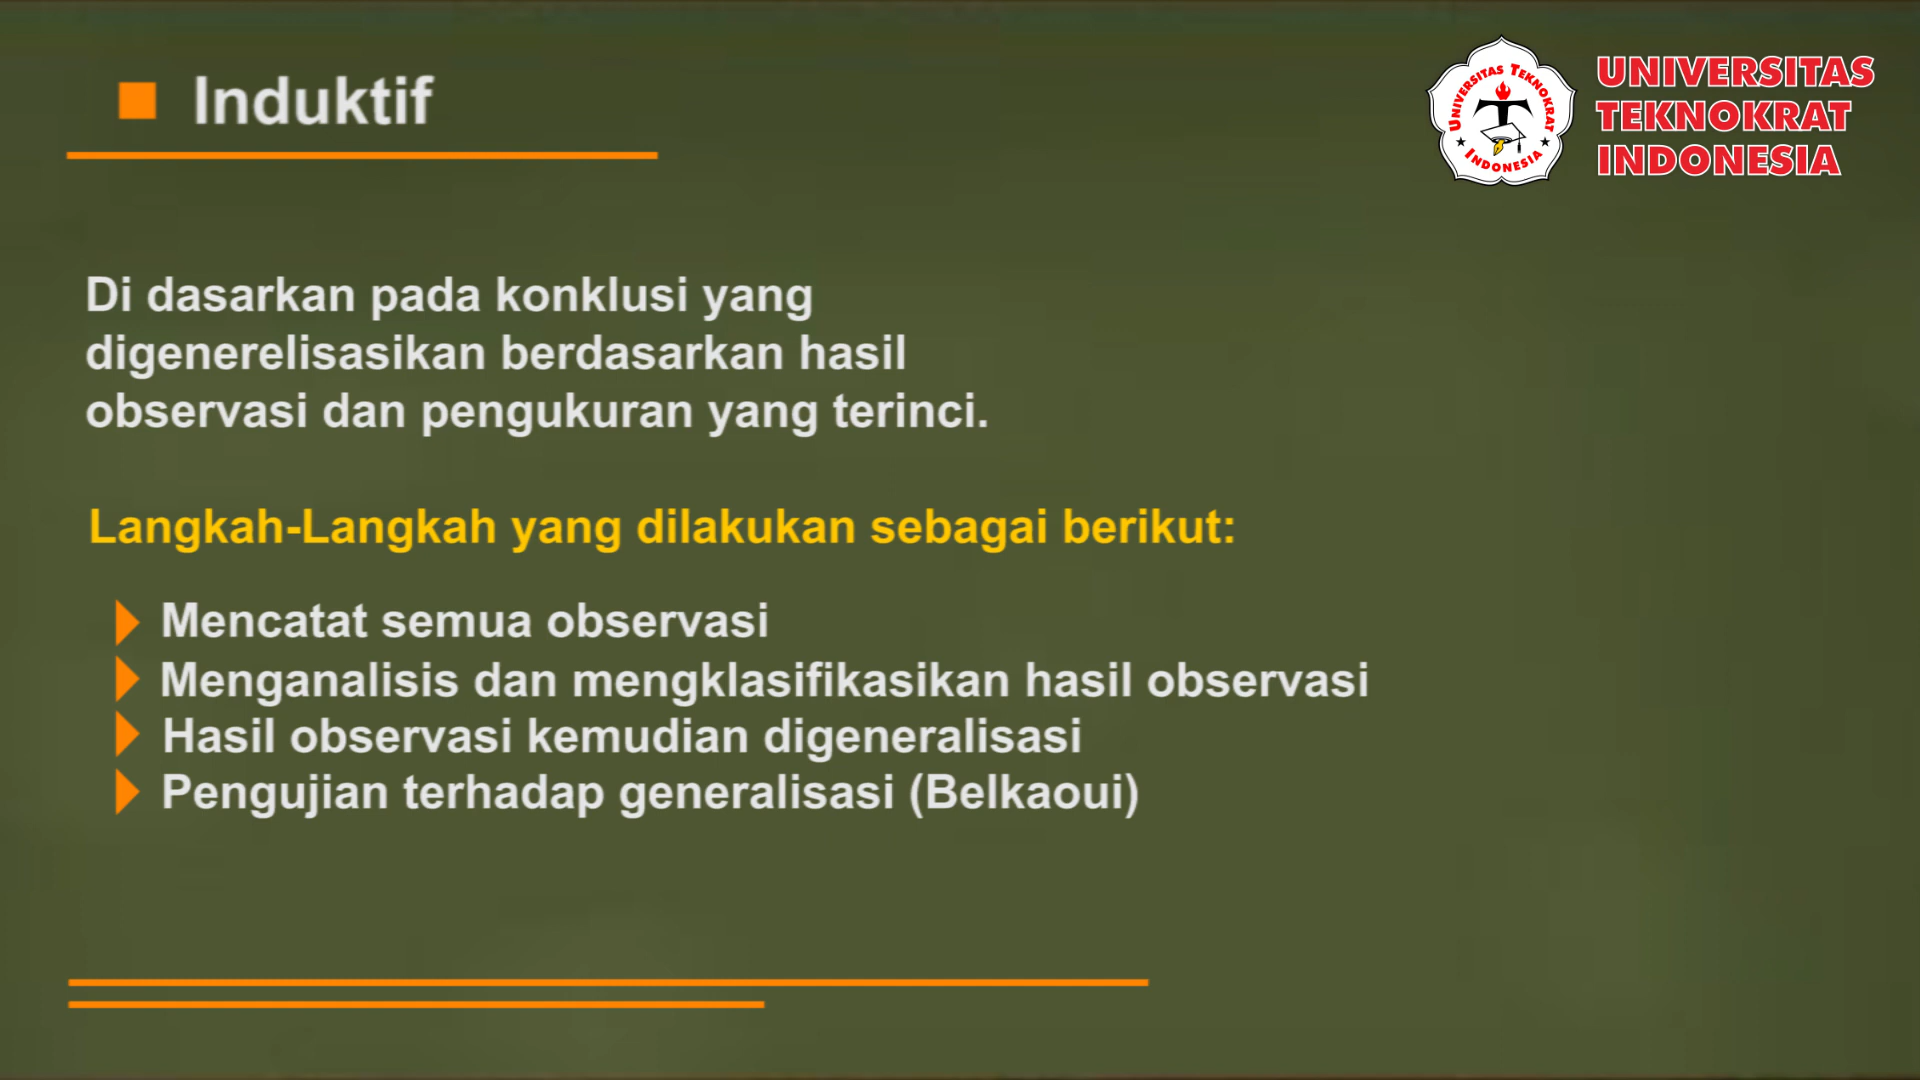 Induktif
UNIVERSITAS TEKNOKRAT
INDONESIA
UNIVERSITAS
TEKNOKRAT
INDONESIA
Di dasarkan pada konklusi yang
digenerelisasikan berdasarkan hasil
observasi dan pengukuran yang terinci.
Langkah-Langkah yang dilakukan sebagai berikut:
Mencatat semua observasi
Menganalisis dan mengklasifikasikan hasil observasi
Hasil observasi kemudian digeneralisasi
Pengujian terhadap generalisasi (Belkaoui)